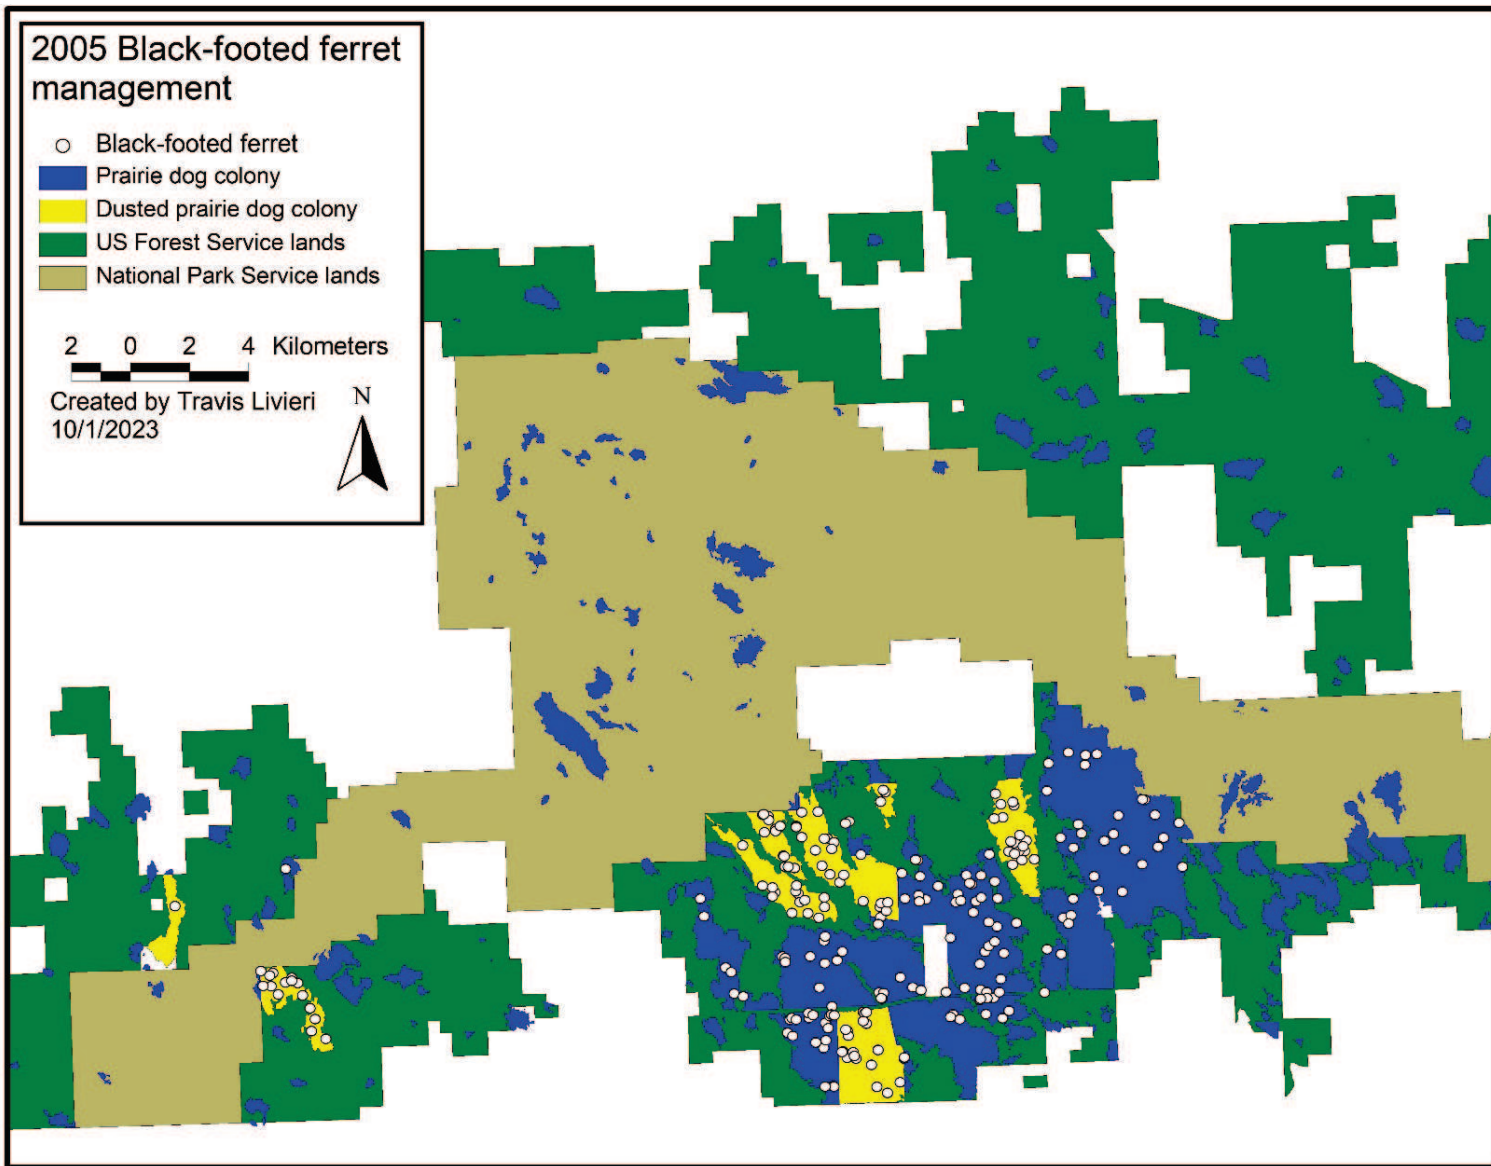 2005 Black-footed ferret
management
Black-footed ferret
Prairie dog colony
Dusted prairie dog colony
US Forest Service lands
National Park Service lands
2 0 2 4 Kilometers
Created by Travis Livieri
10/1/2023
N